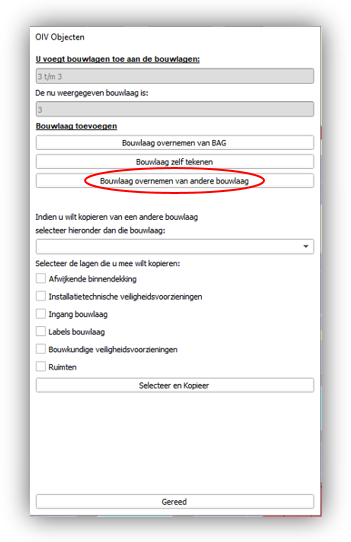 OIV Objecten
U voegt bouwlagen toe aan de bouwlagen:
3 t/m 3
De nu weergegeven bouwlaag is:
3
Bouwlaag toevoegen
Bouwlaag overnemen van BAG
Bouwlaag zelf tekenen
Bouwlaag overnemen van andere bouwlaag
Indien u wilt kopieren van een andere bouwlaag
selecteer hieronder dan die bouwlaag:
Selecteer de lagen die u mee wilt kopieren:
Afwijkende binnendekking
Installatietechnische veiligheidsvoorzieningen
Ingang bouwlaag
Labels bouwlaag
Bouwkundige veiligheidsvoorzieningen
Ruimten
Selecteer en Kopieer
Gereed